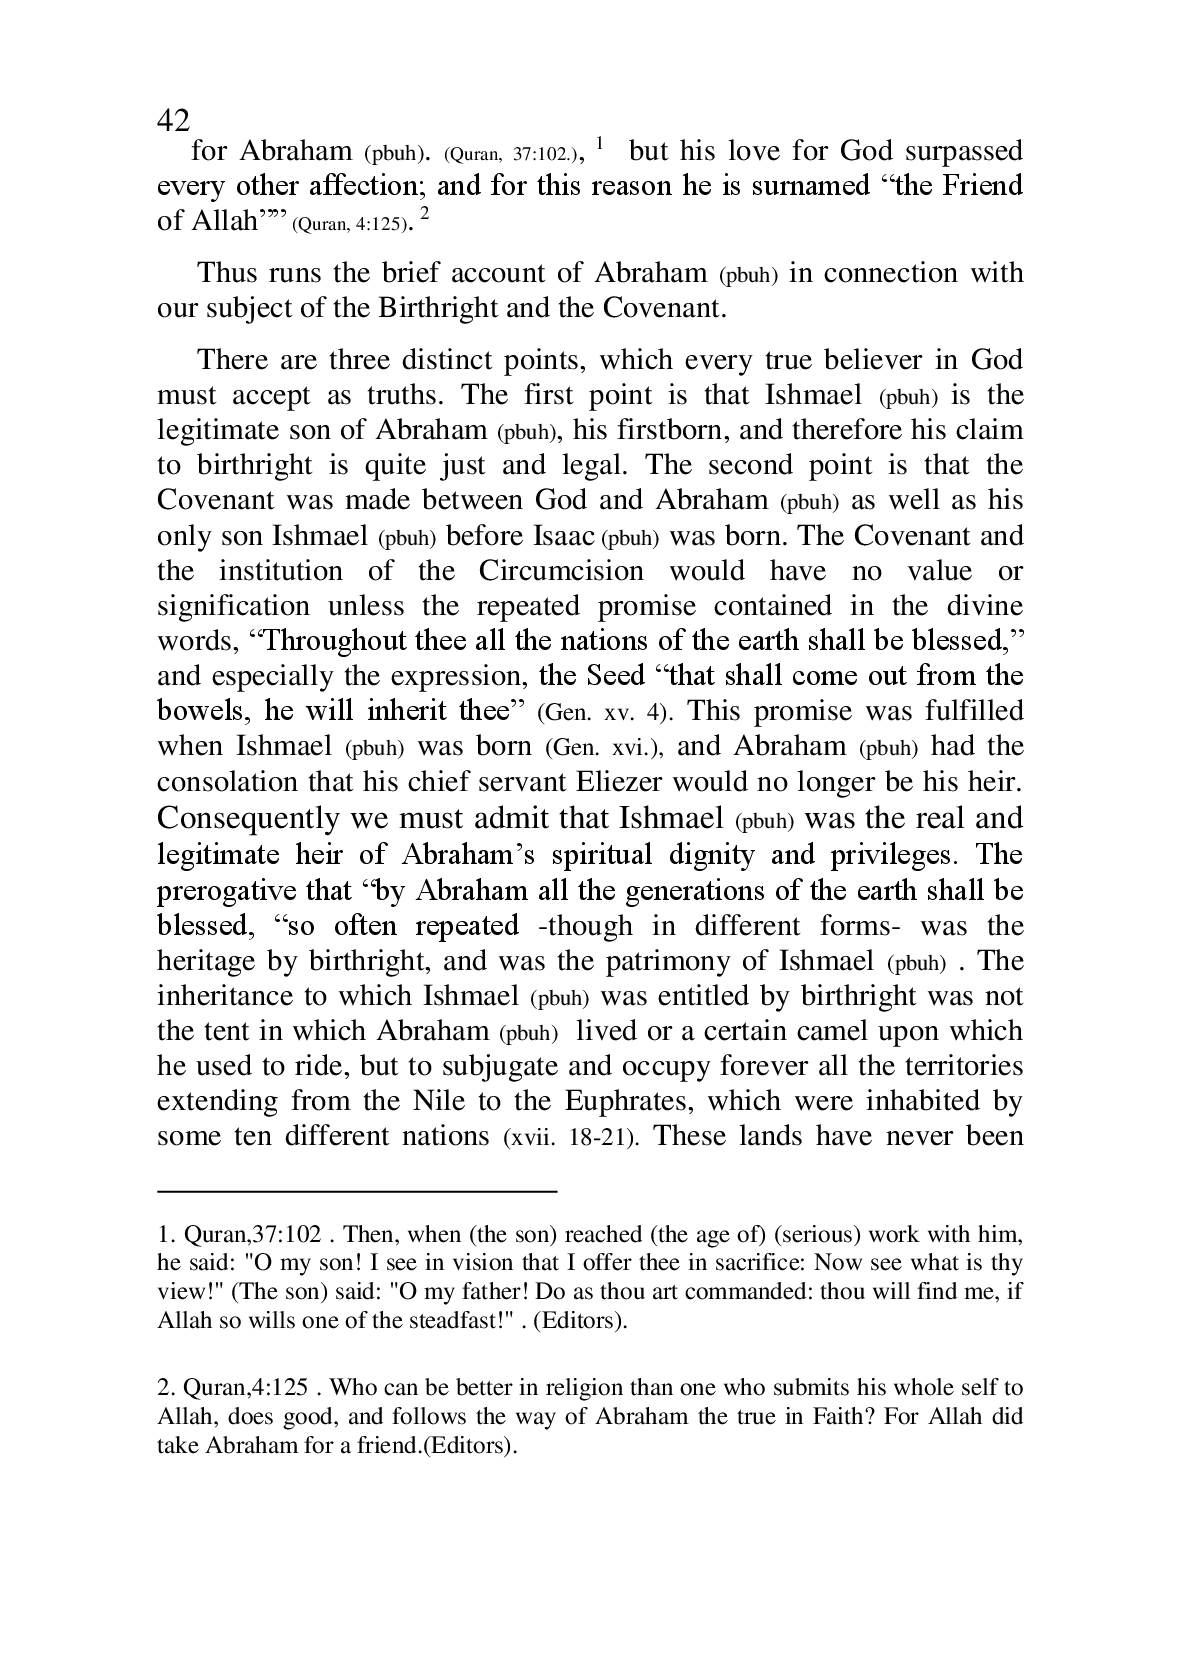 42
for Abraham (pbuh). (Quran, 37:102.), 1 but his love for God surpassed
every other affection; and for this reason he is surnamed “the Friend
of Allah’”” (Quran, 4:125). 2
Thus runs the brief account of Abraham (pbuh) in connection with
our subject of the Birthright and the Covenant.
There are three distinct points, which every true believer in God
must accept as truths. The first point is that Ishmael (pbuh) is the
legitimate son of Abraham (pbuh), his firstborn, and therefore his claim
to birthright is quite just and legal. The second point is that the
Covenant was made between God and Abraham (pbuh) as well as his
only son Ishmael (pbuh) before Isaac (pbuh) was born. The Covenant and
the institution of the Circumcision would have no value or
signification unless the repeated promise contained in the divine
words, “Throughout thee all the nations of the earth shall be blessed,”
and especially the expression, the Seed “that shall come out from the
bowels, he will inherit thee” (Gen. xv. 4). This promise was fulfilled
when Ishmael (pbuh) was born (Gen. xvi.), and Abraham (pbuh) had the
consolation that his chief servant Eliezer would no longer be his heir.
Consequently we must admit that Ishmael (pbuh) was the real and
legitimate heir of Abraham’s spiritual dignity and privileges. The
prerogative that “by Abraham all the generations of the earth shall be
blessed, “so often repeated -though in different forms- was the
heritage by birthright, and was the patrimony of Ishmael (pbuh) . The
inheritance to which Ishmael (pbuh) was entitled by birthright was not
the tent in which Abraham (pbuh) lived or a certain camel upon which
he used to ride, but to subjugate and occupy forever all the territories
extending from the Nile to the Euphrates, which were inhabited by
some ten different nations (xvii. 18-21). These lands have never been
1. Quran,37:102 . Then, when (the son) reached (the age of) (serious) work with him,
he said: "O my son! I see in vision that I offer thee in sacrifice: Now see what is thy
view!" (The son) said: "O my father! Do as thou art commanded: thou will find me, if
Allah so wills one of the steadfast!" . (Editors).
2. Quran,4:125 . Who can be better in religion than one who submits his whole self to
Allah, does good, and follows the way of Abraham the true in Faith? For Allah did
take Abraham for a friend.(Editors).